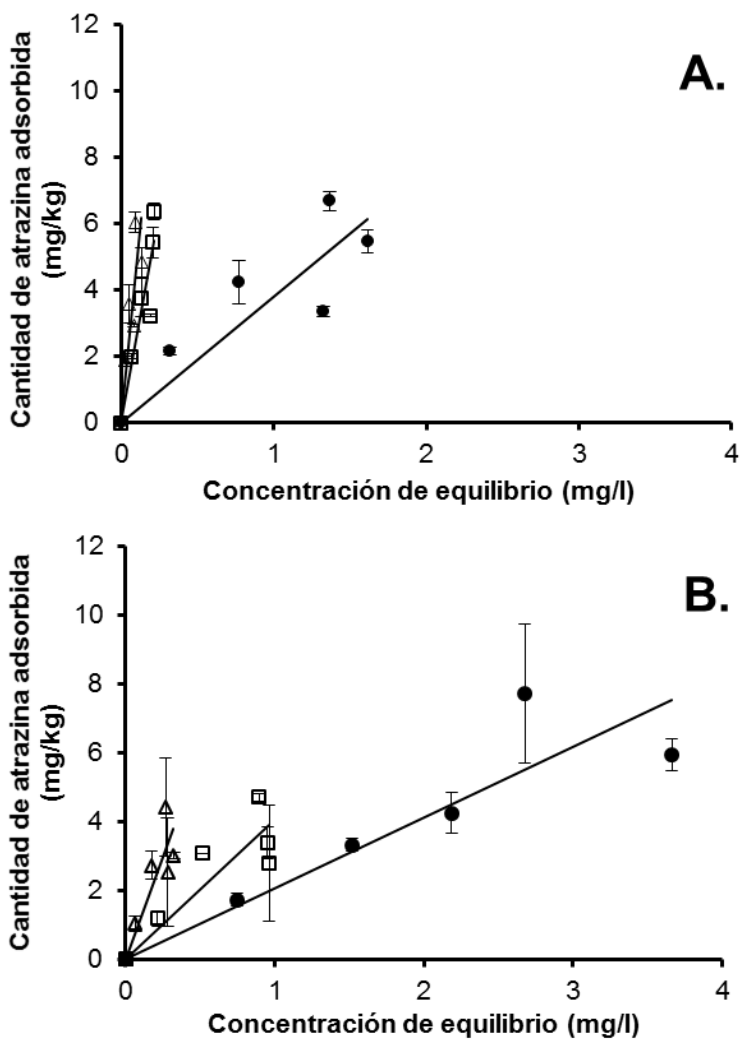 A.
Cantidad de atrazina adsorbida
(mg/kg)
12
10
8
6
4
2
0
0 1 2 3 4
Concentración de equilibrio (mg/l)
B.
Cantidad de atrazina adsorbida
(mg/kg)
12
10
8
6
4
2
0
0 1 2 3 4
Concentración de equilibrio (mg/l)